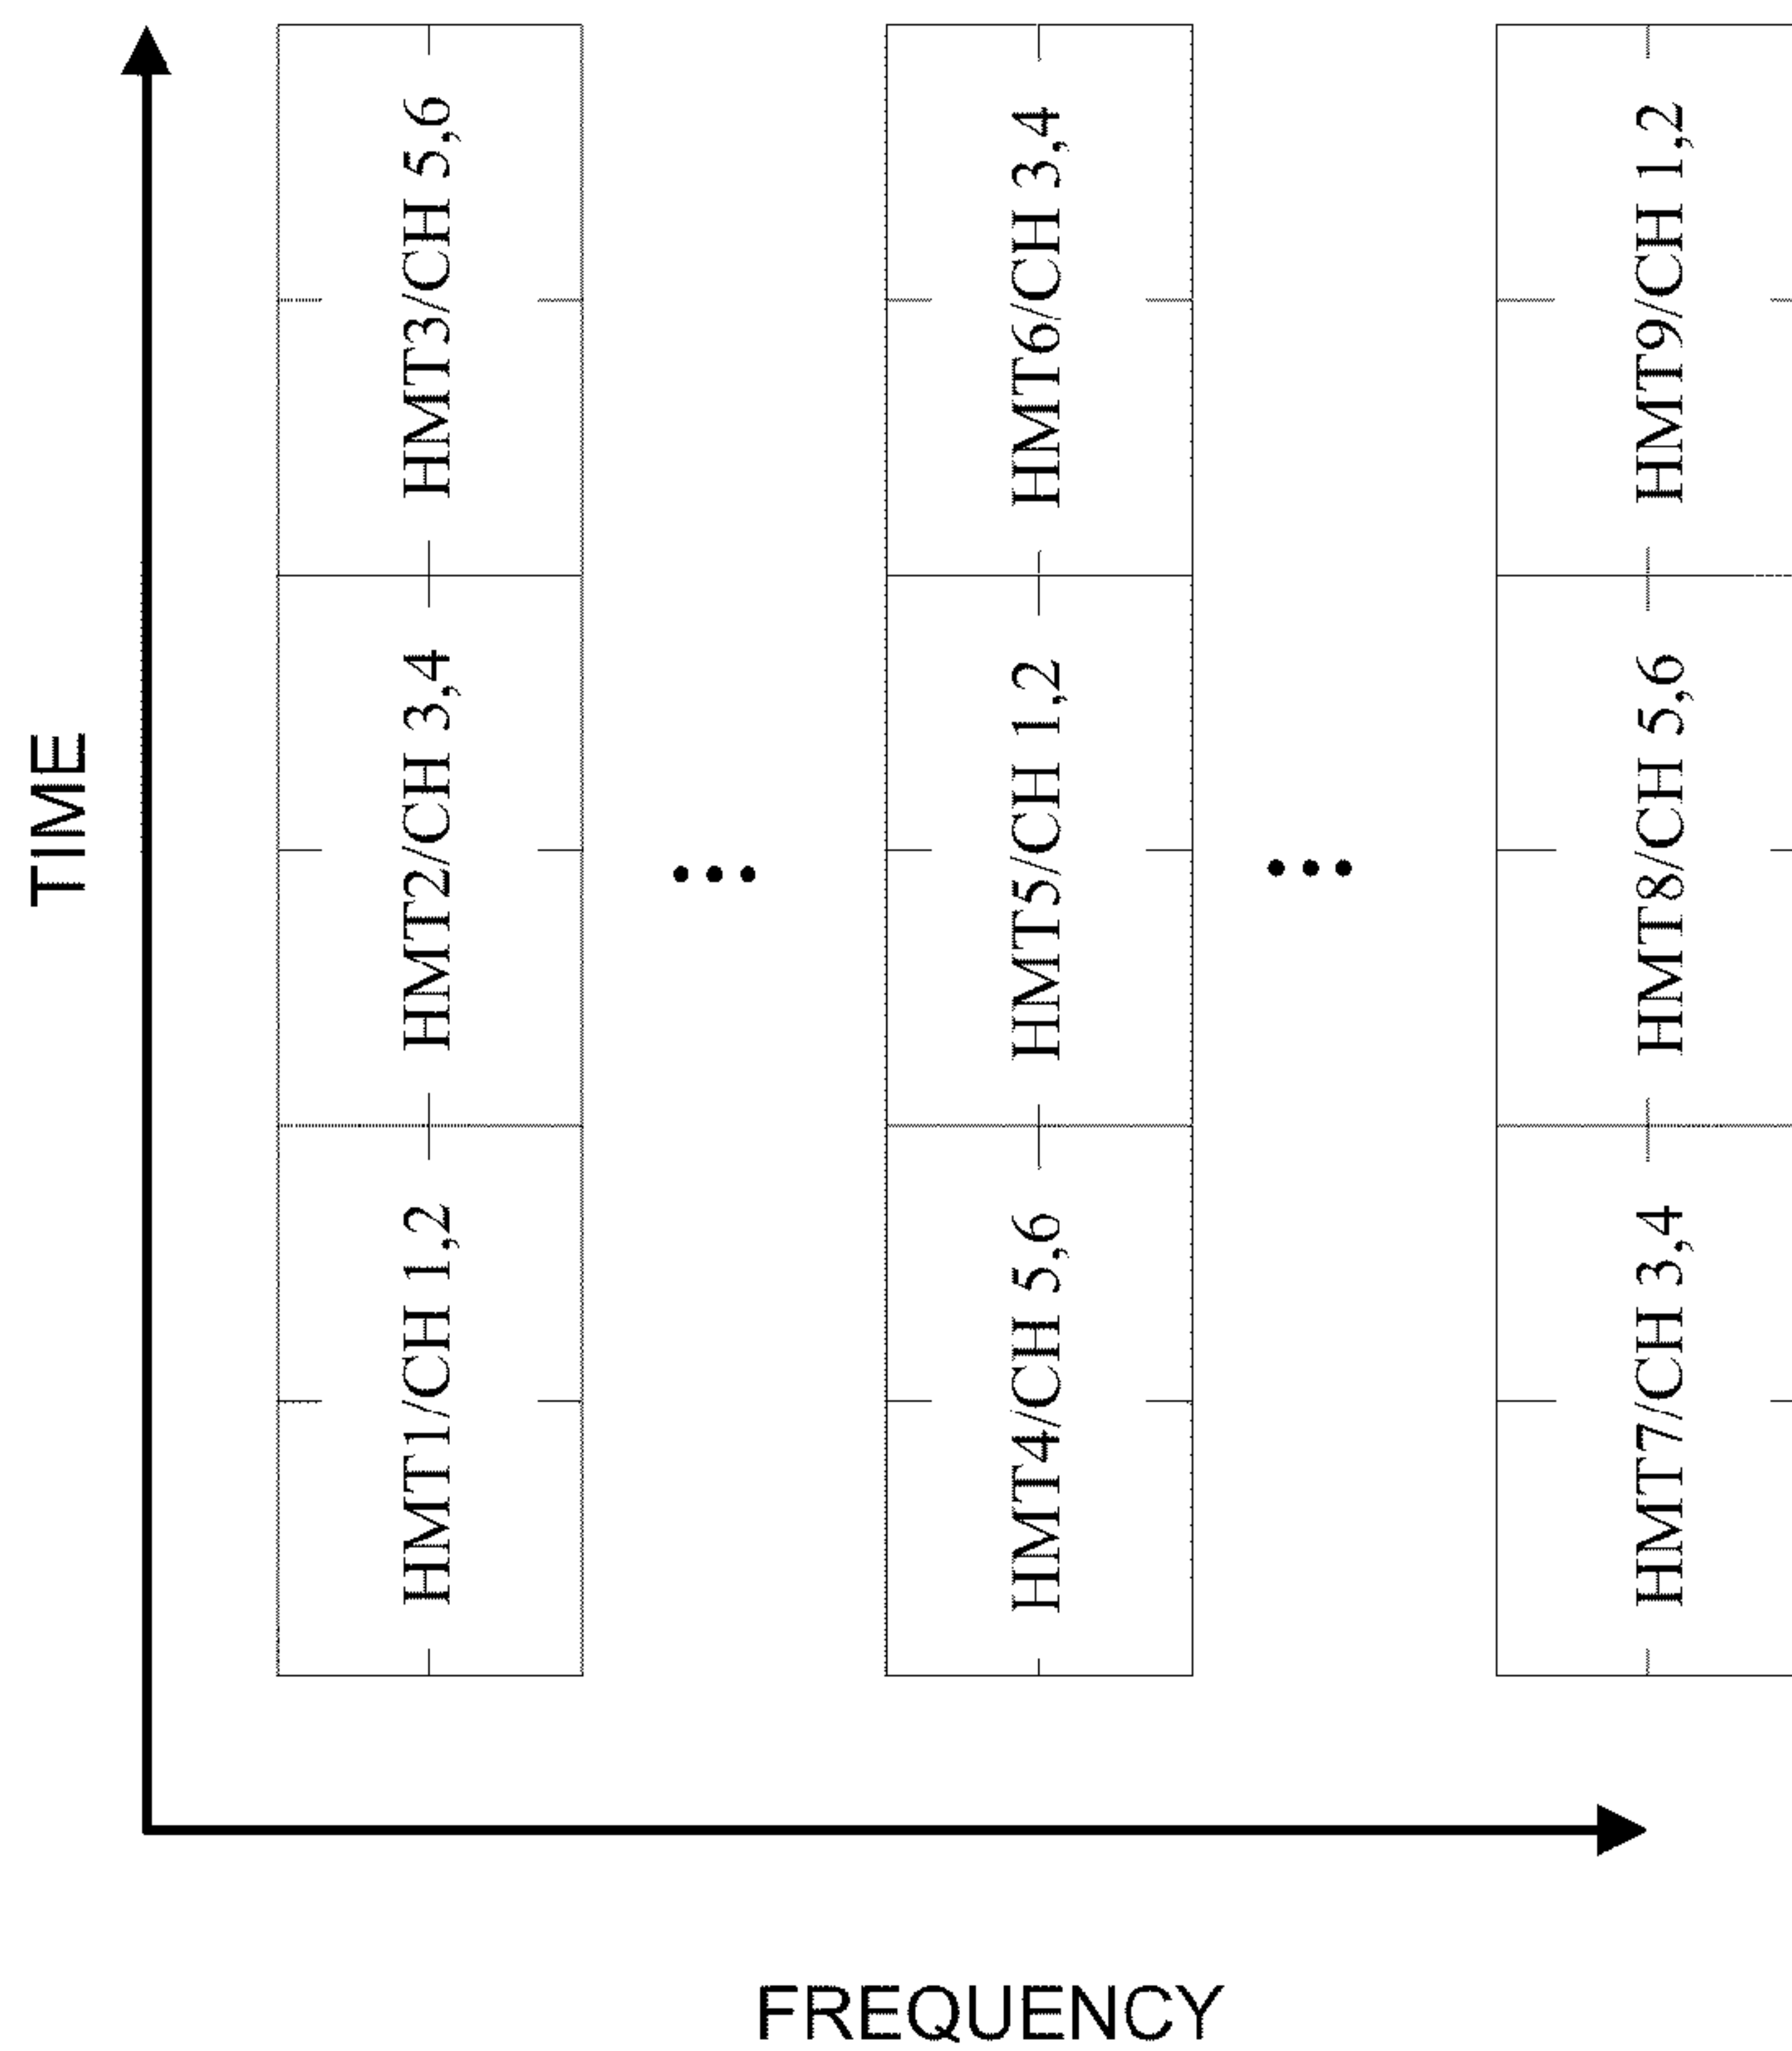 HMT3/CH 5,6
HMT6/CH 3,4
HMT9/CH 1,2
TIME
HMT2/CH 3,4
HMT5/CH 1,2
HMT8/CH 5,6
HMT1/CH 1,2
HMT4/CH 5,6
HMT7/CH 3,4
FREQUENCY